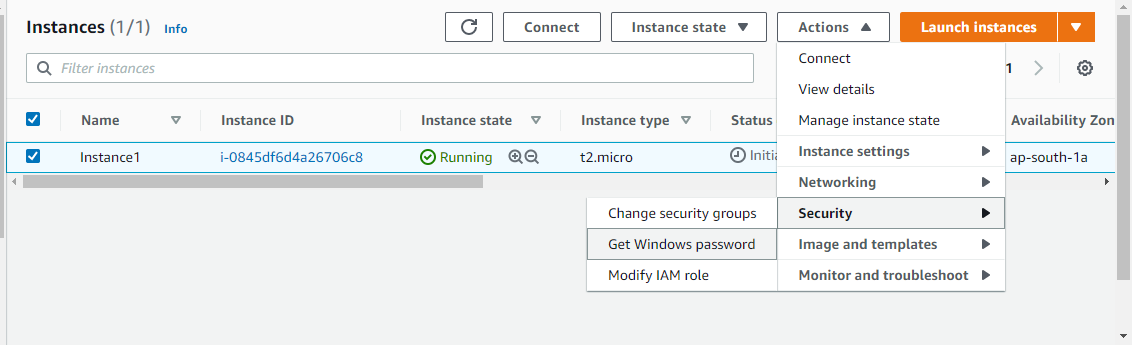 Instances (1/1) Info Connect Instance state Actions Launch instances
Filter instances 1
Connect
View details
Manage instance state
Instance settings
Networking
Security
Image and templates
Monitor and troubleshoot
Change security groups
Get Windows password
Modify IAM role
Name Instance ID Instance state Instance type Status Availability Zon
Instance1 i-0845df6d4a26706c8 Running t2.micro Initia ap-south-1a